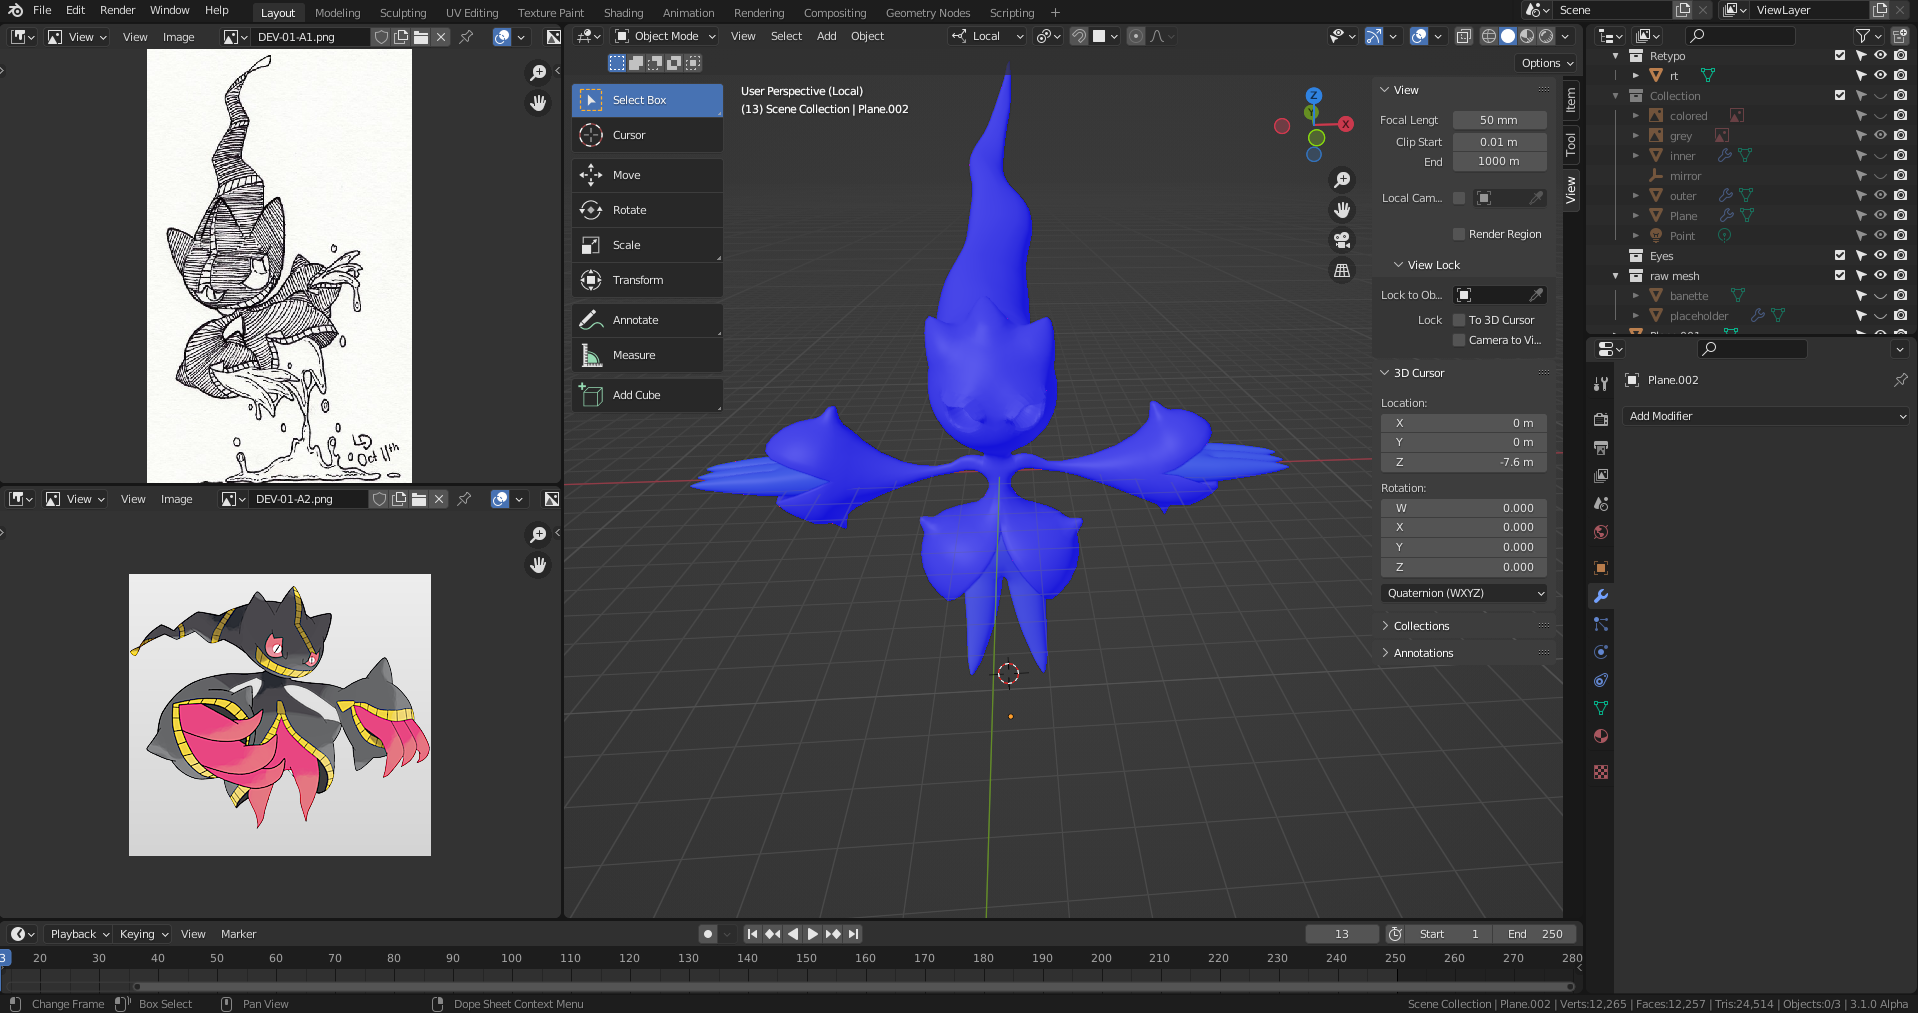 File Edit Render Window Help Layout Modeling Sculpting UV Editing Texture Paint Shading Animation Rendering Compositing Geometry Nodes Scripting + Scene ViewLayer
View View Image DEV-01-A1.png
Object Mode View Select Add Object Local
Options
LD
Oct 11th
View View Image DEV-01-A2.png
Select Box
Cursor
Move
Rotate
Scale
Transform
Annotate
Measure
Add Cube
User Perspective (Local)
(13) Scene Collection | Plane.002
Z
Y
X
View
Focal Lengt 50 mm
Clip Start 0.01 m
End 1000 m
Local Cam...
Render Region
View Lock
Lock to Ob...
Lock To 3D Cursor
Camera to Vi...
3D Cursor
Location:
X 0 m
Y 0 m
Z -7.6 m
Rotation:
W 0.000
X 0.000
Y 0.000
Z 0.000
Quaternion (WXYZ)
Collections
Annotations
Item
Tool
View
Retypo
rt
Collection
colored
grey
inner
mirror
outer
Plane
Point
Eyes
raw mesh
banette
placeholder
Plane.002
Add Modifier
Playback Keying View Marker 13 Start 1 End 250
3 20 30 40 50 60 70 80 90 100 110 120 130 140 150 160 170 180 190 200 210 220 230 240 250 260 270 280
Change Frame Box Select Pan View Dope Sheet Context Menu Scene Collection | Plane.002 | Verts:12,265 | Faces:12,257 | Tris:24,514 | Objects:0/3 | 3.1.0 Alpha